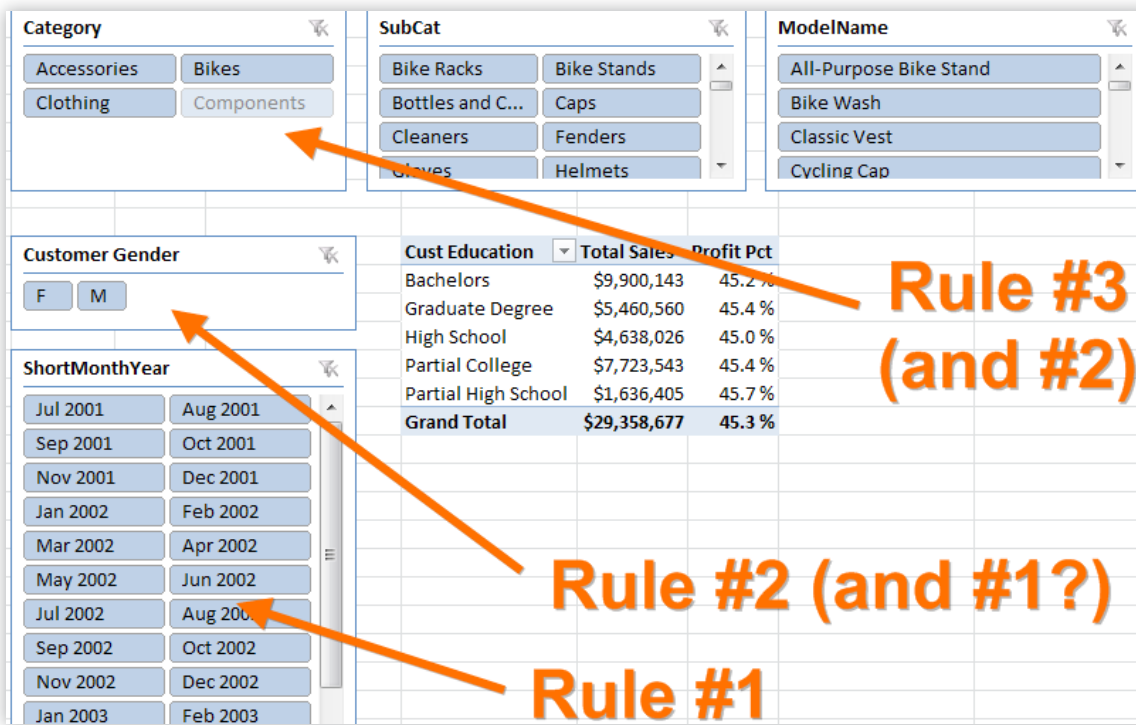 Category
Accessories Bikes
Clothing Components
SubCat
Bike Racks Bike Stands
Bottles and C... Caps
Cleaners Fenders
Gloves Helmets
ModelName
All-Purpose Bike Stand
Bike Wash
Classic Vest
Cycling Cap
Customer Gender
F M
Cust Education Total Sales Profit Pct
Bachelors $9,900,143 45.2 %
Graduate Degree $5,460,560 45.4 %
High School $4,638,026 45.0 %
Partial College $7,723,543 45.4 %
Partial High School $1,636,405 45.7 %
Grand Total $29,358,677 45.3 %
Rule #3
(and #2)
ShortMonthYear
Jul 2001 Aug 2001
Sep 2001 Oct 2001
Nov 2001 Dec 2001
Jan 2002 Feb 2002
Mar 2002 Apr 2002
May 2002 Jun 2002
Jul 2002 Aug 2002
Sep 2002 Oct 2002
Nov 2002 Dec 2002
Jan 2003 Feb 2003
Rule #2 (and #1?)
Rule #1